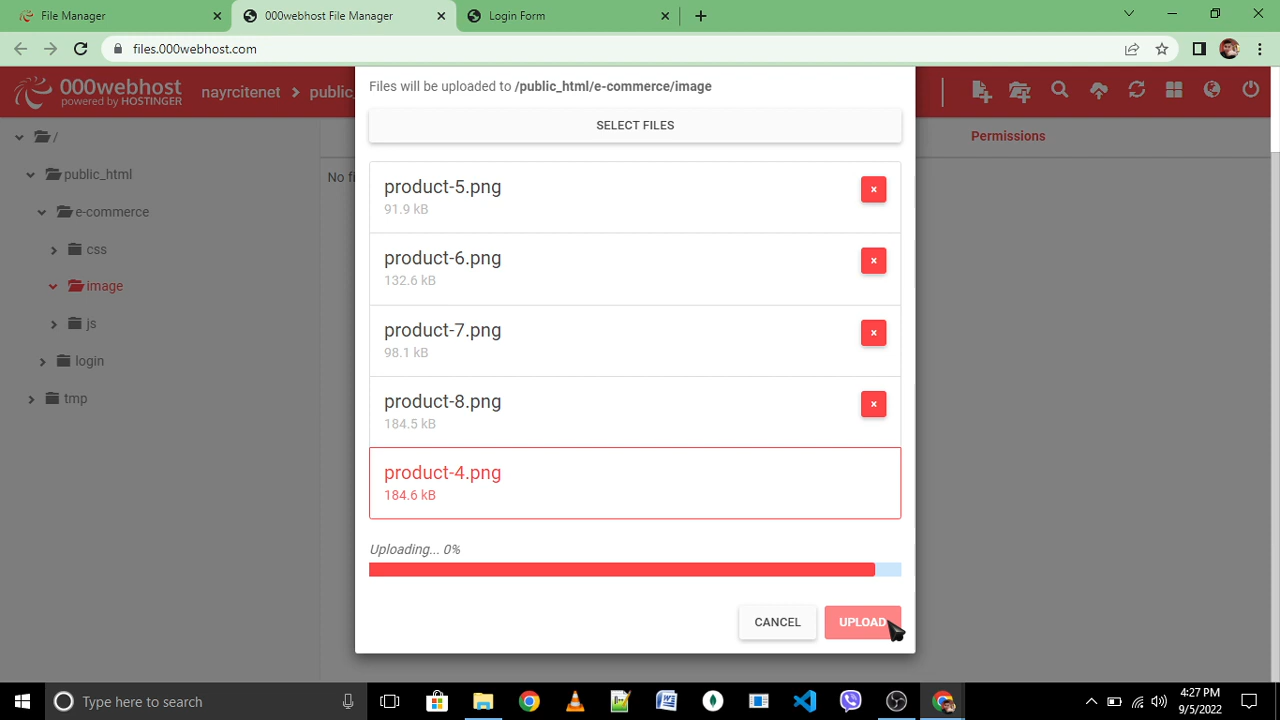 File Manager
000webhost File Manager
Login Form
files.000webhost.com
000webhost
powered by HOSTINGER
nayrcitenet
Files will be uploaded to /public_html/e-commerce/image
SELECT FILES
Permissions
/
public_html
e-commerce
css
image
js
login
tmp
product-5.png
91.9 kB
product-6.png
132.6 kB
product-7.png
98.1 kB
product-8.png
184.5 kB
product-4.png
184.6 kB
Uploading... 0%
CANCEL
UPLOAD
Type here to search
4:27 PM
9/5/2022